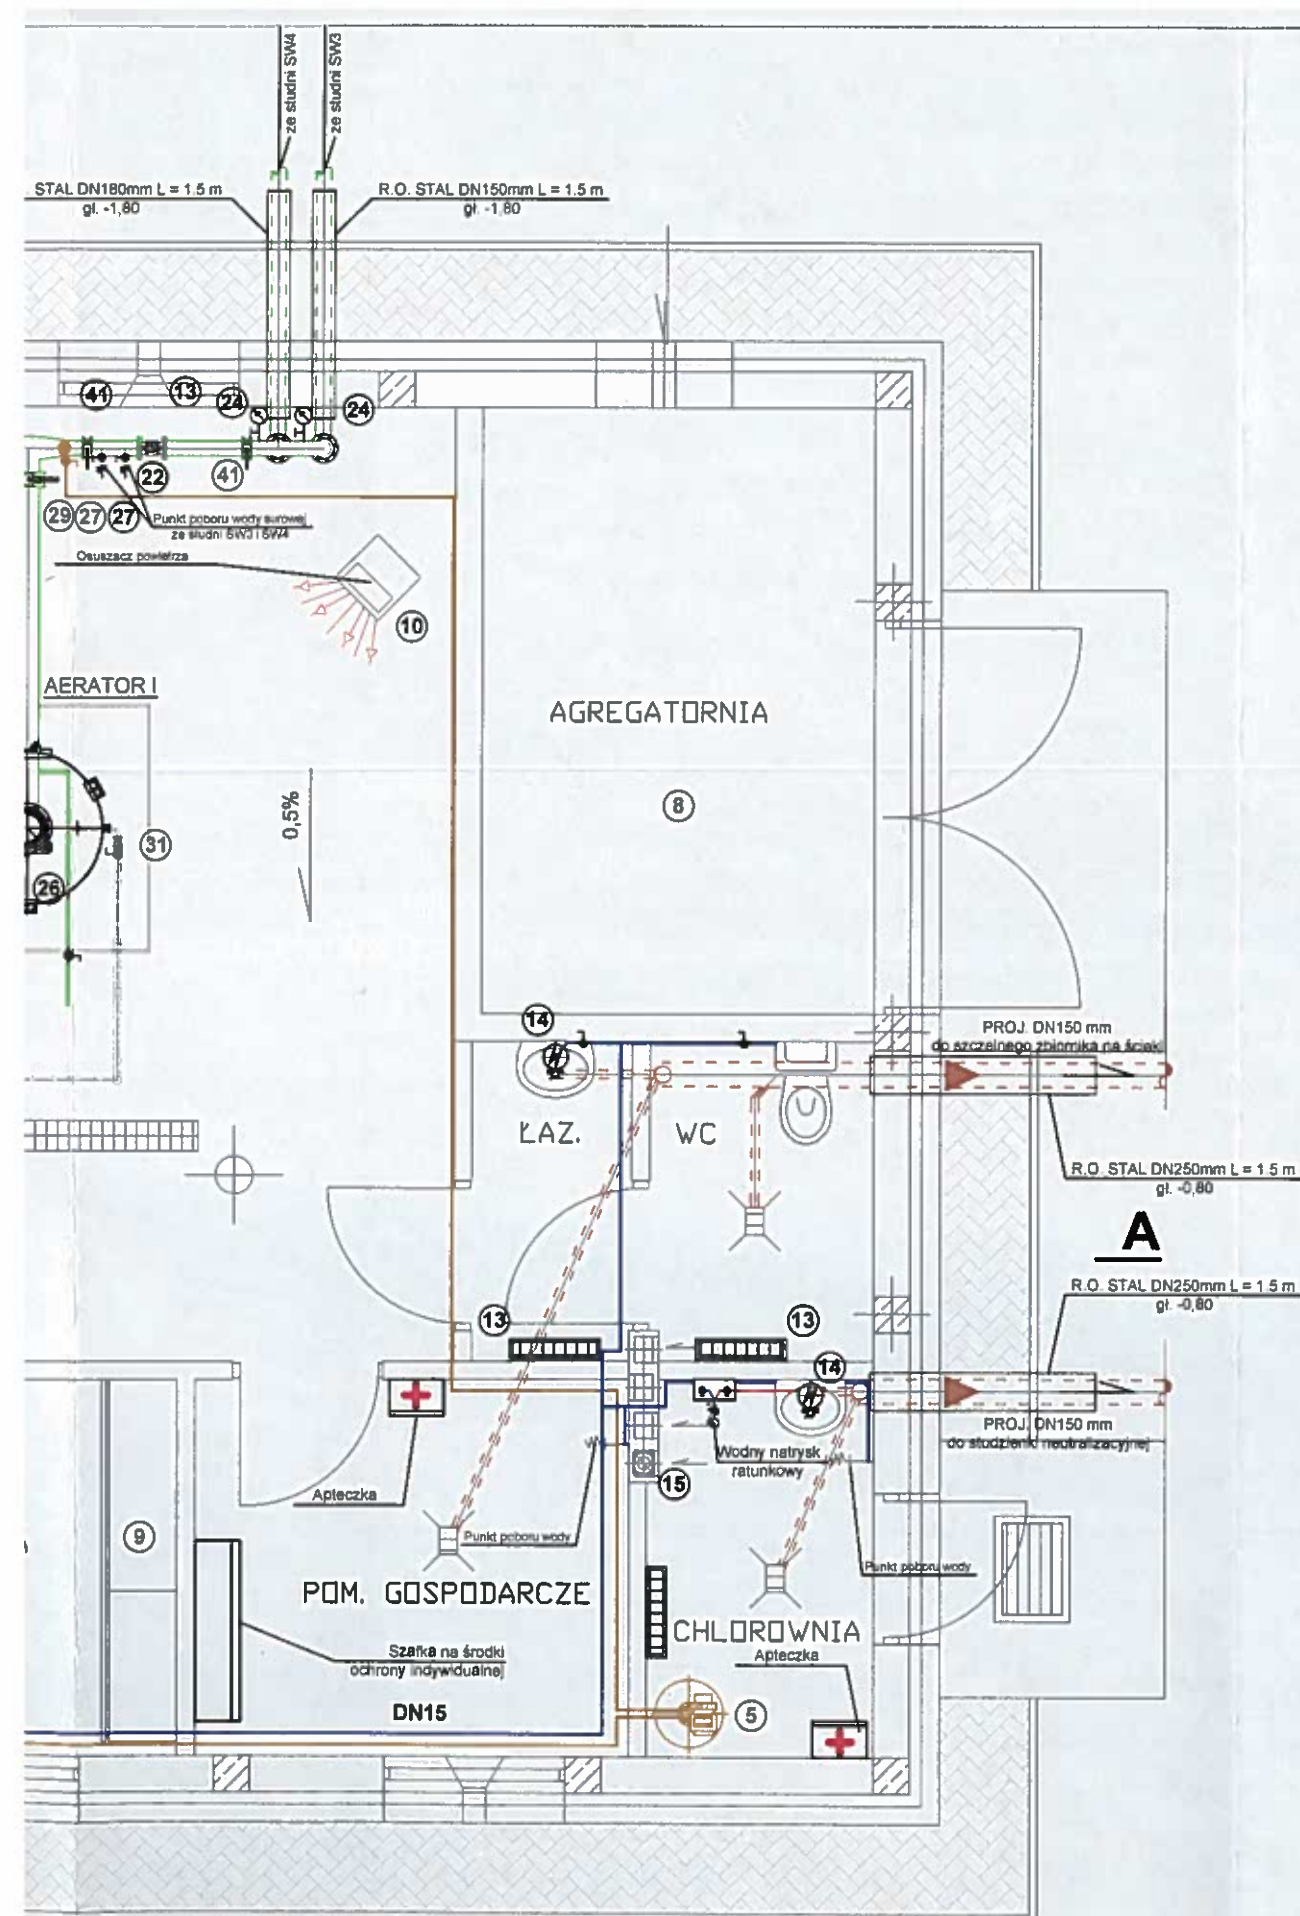 ze studni SW4
ze studni SW3
STAL DN180mm L = 1.5 m
gł. -1,80
R.O. STAL DN150mm L = 1.5 m
gł. -1,80
41
13
24
24
22
41
29
27
27
Punkt poboru wody surowej
ze studni SW3 i SW4
Osuszacz powietrza
10
AERATOR I
AGREGATORNIA
8
0,5%
31
26
14
PROJ. DN150 mm
do szczelnego zbiornika na ścieki
ŁAZ.
WC
R.O. STAL DN250mm L = 1.5 m
gł. -0,80
A
R.O. STAL DN250mm L = 1.5 m
gł. -0,80
13
13
14
PROJ. DN150 mm
do studzienki neutralizacyjnej
Wodny natrysk
ratunkowy
15
Apteczka
9
Punkt poboru wody
Punkt poboru wody
POM. GOSPODARCZE
CHLOROWNIA
Apteczka
Szafka na środki
ochrony indywidualnej
DN15
5